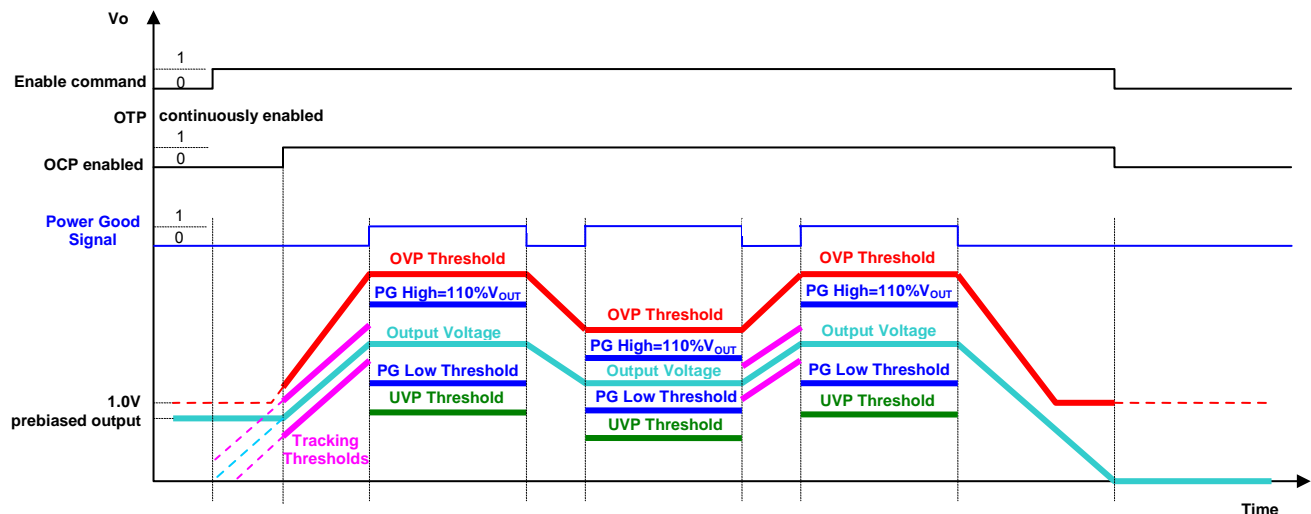 Vo
1
Enable command
0
OTP continuously enabled
1
OCP enabled
0
Power Good
Signal
1
0
OVP Threshold
PG High=110%VOUT
Output Voltage
PG Low Threshold
UVP Threshold
OVP Threshold
PG High=110%VOUT
Output Voltage
PG Low Threshold
UVP Threshold
OVP Threshold
PG High=110%VOUT
Output Voltage
PG Low Threshold
UVP Threshold
1.0V
prebiased output
Tracking
Thresholds
Time